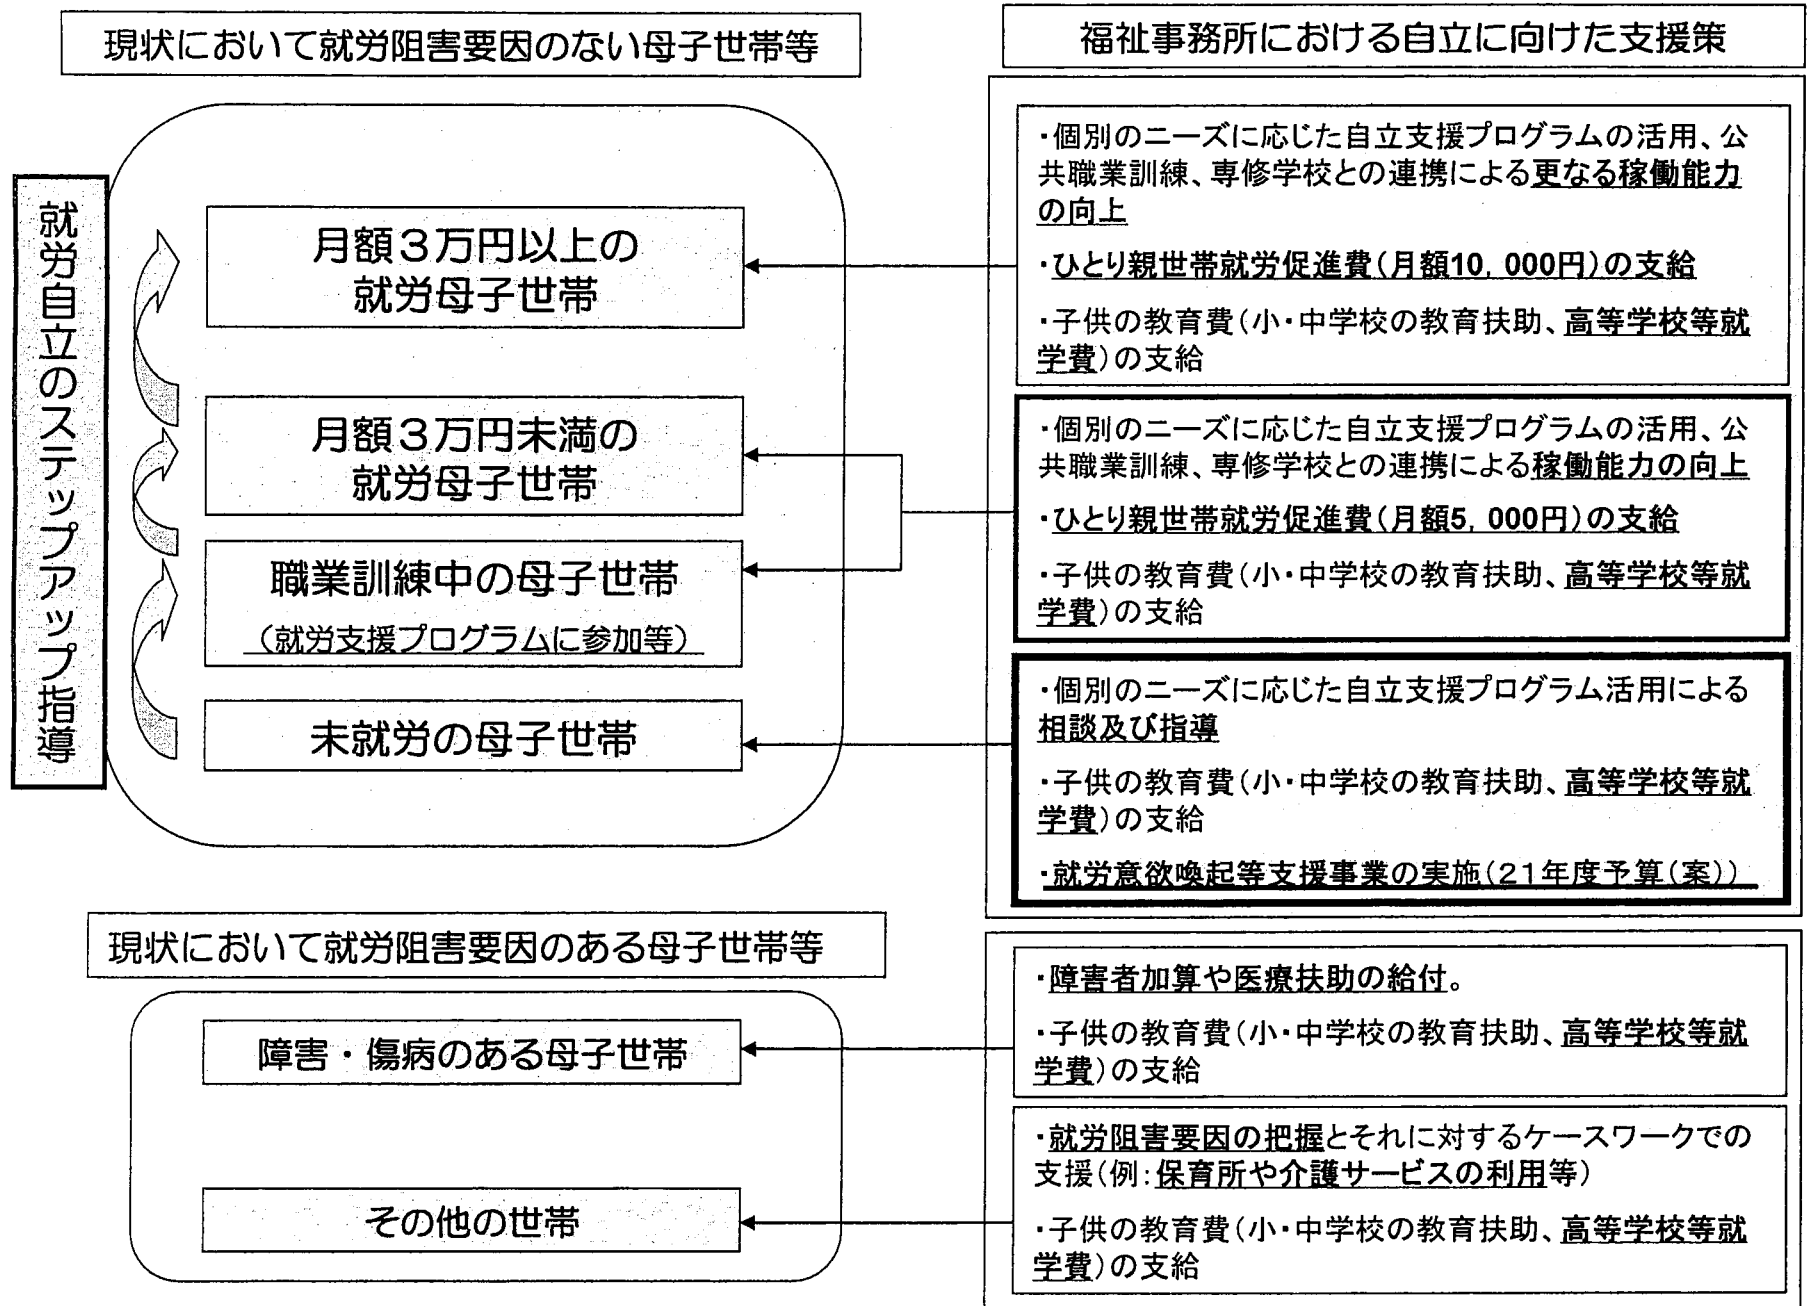 現状において就労阻害要因のない母子世帯等
就労自立のステップアップ指導
月額３万円以上の
就労母子世帯
月額３万円未満の
就労母子世帯
職業訓練中の母子世帯
（就労支援プログラムに参加等）
未就労の母子世帯
福祉事務所における自立に向けた支援策
・個別のニーズに応じた自立支援プログラムの活用、公
共職業訓練、専修学校との連携による更なる稼働能力
の向上
・ひとり親世帯就労促進費（月額10，000円）の支給
・子供の教育費（小・中学校の教育扶助、高等学校等就
学費）の支給
・個別のニーズに応じた自立支援プログラムの活用、公
共職業訓練、専修学校との連携による稼働能力の向上
・ひとり親世帯就労促進費（月額5，000円）の支給
・子供の教育費（小・中学校の教育扶助、高等学校等就
学費）の支給
・個別のニーズに応じた自立支援プログラム活用による
相談及び指導
・子供の教育費（小・中学校の教育扶助、高等学校等就
学費）の支給
・就労意欲喚起等支援事業の実施（２１年度予算（案））
現状において就労阻害要因のある母子世帯等
障害・傷病のある母子世帯
その他の世帯
・障害者加算や医療扶助の給付。
・子供の教育費（小・中学校の教育扶助、高等学校等就
学費）の支給
・就労阻害要因の把握とそれに対するケースワークでの
支援（例：保育所や介護サービスの利用等）
・子供の教育費（小・中学校の教育扶助、高等学校等就
学費）の支給